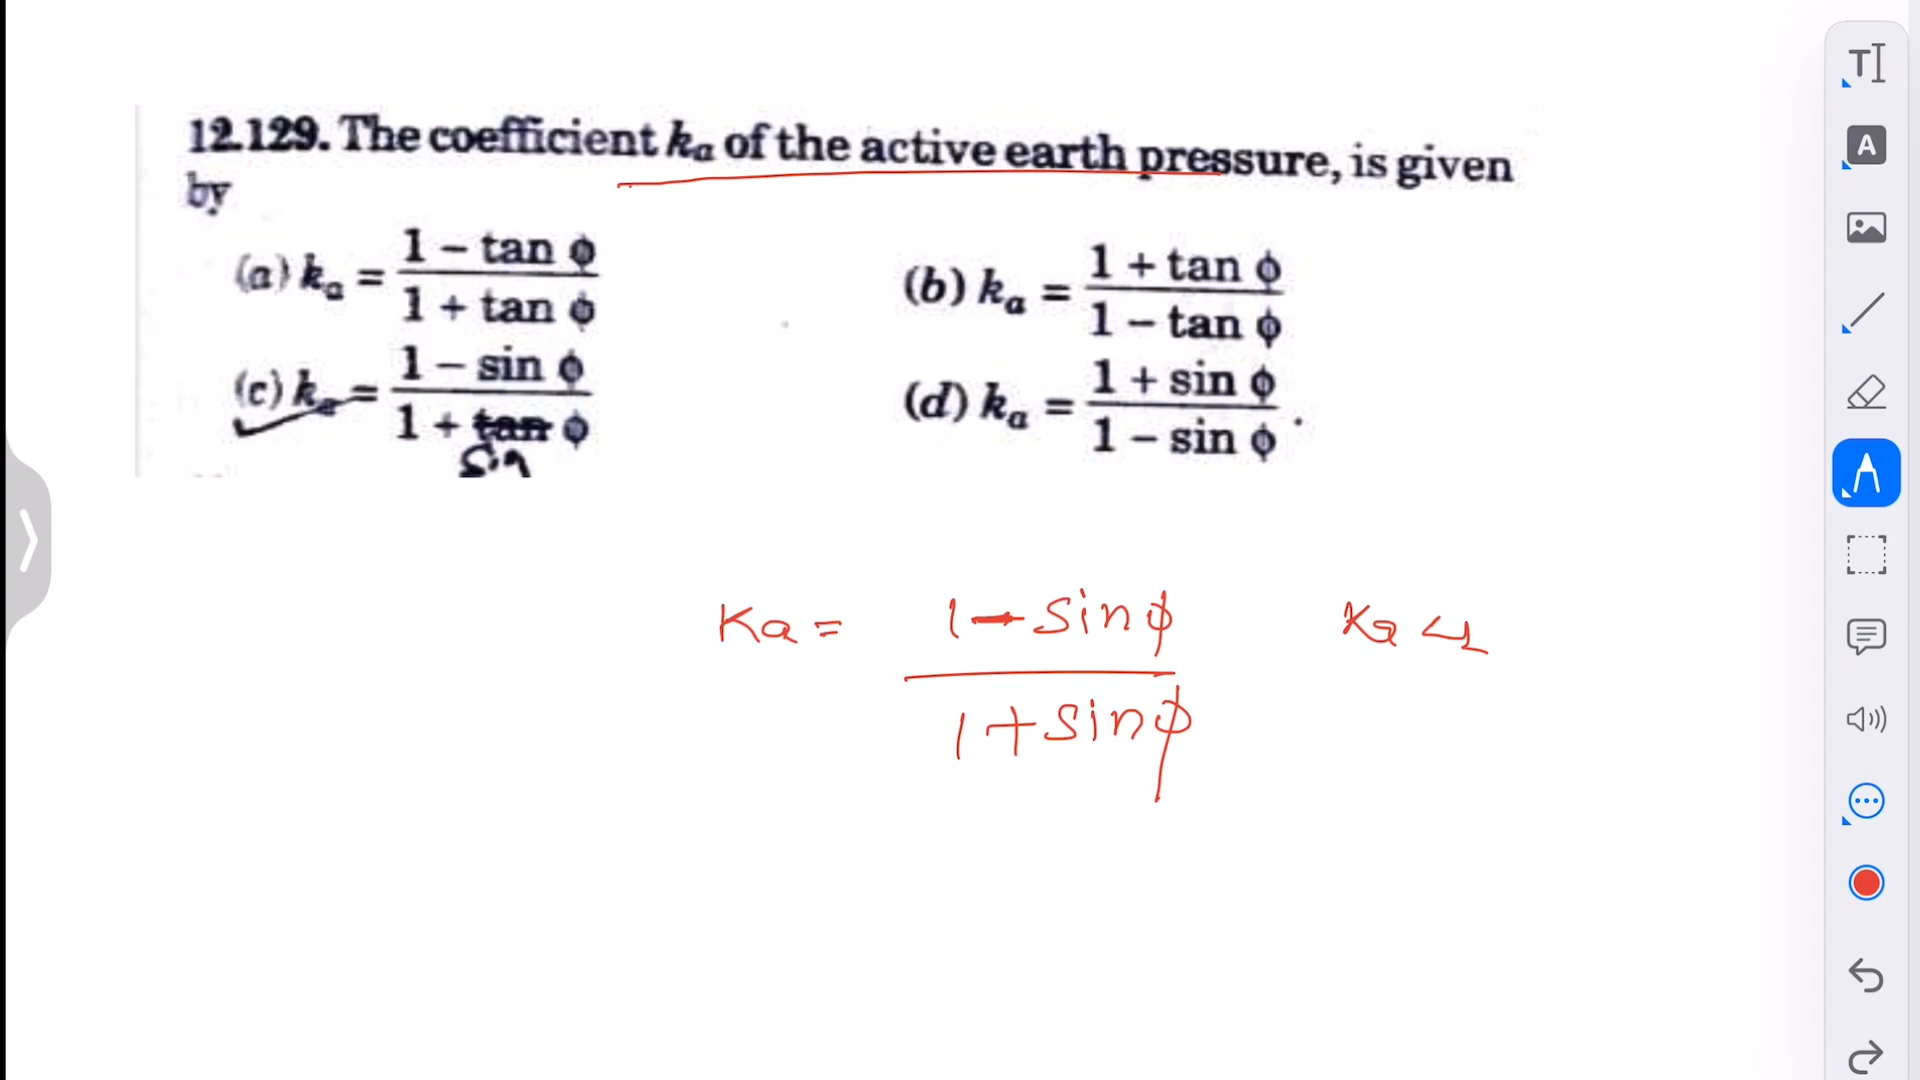 12.129. The coefficient kₐ of the active earth pressure, is given
by
(a) kₐ = (1 – tan ϕ)/(1 + tan ϕ)
(b) kₐ = (1 + tan ϕ)/(1 – tan ϕ)
(c) kₐ = (1 – sin ϕ)/(1 + tan ϕ)
sin
(d) kₐ = (1 + sin ϕ)/(1 – sin ϕ) .
Ka = (1 – sin ϕ)/(1 + sin ϕ)
Ka < 1
T
A